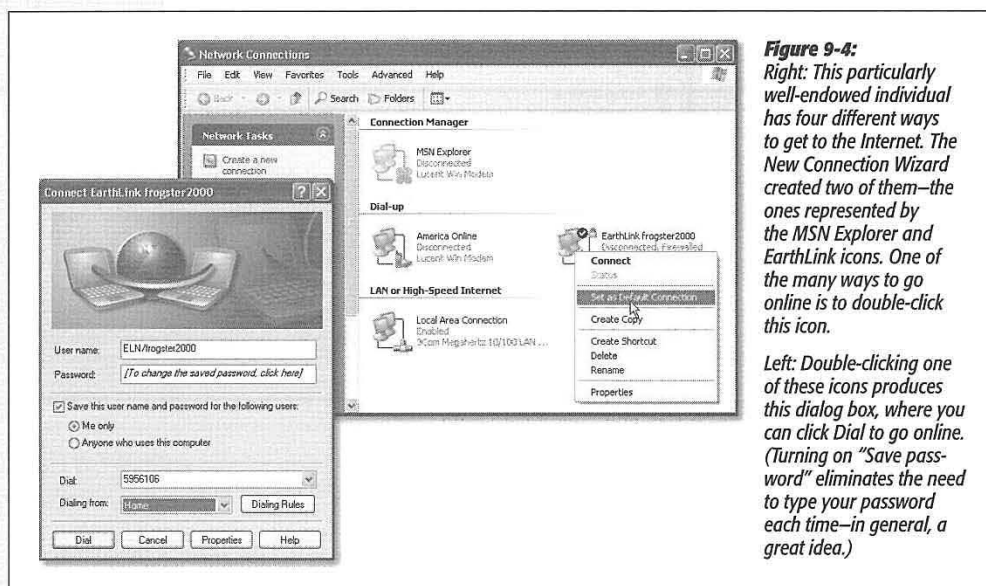 Network Connections
File Edit View Favorites Tools Advanced Help
Back Search Folders
Network Tasks
Create a new
connection
Connection Manager
MSN Explorer
Disconnected
Lucent Win Modem
Dial-up
America Online
Disconnected
Lucent Win Modem
EarthLink frogster2000
Disconnected, Firewalled
Connect
Status
Set as Default Connection
Create Copy
Create Shortcut
Delete
Rename
Properties
LAN or High-Speed Internet
Local Area Connection
Enabled
3Com Megahertz 10/100 LAN ...
Connect EarthLink frogster2000
User name: ELN/frogster2000
Password: [To change the saved password, click here]
Save this user name and password for the following users:
Me only
Anyone who uses this computer
Dial: 5956106
Dialing from: Home Dialing Rules
Dial Cancel Properties Help
Figure 9-4:
Right: This particularly
well-endowed individual
has four different ways
to get to the Internet. The
New Connection Wizard
created two of them—the
ones represented by
the MSN Explorer and
EarthLink icons. One of
the many ways to go
online is to double-click
this icon.
Left: Double-clicking one
of these icons produces
this dialog box, where you
can click Dial to go online.
(Turning on “Save pass-
word” eliminates the need
to type your password
each time—in general, a
great idea.)